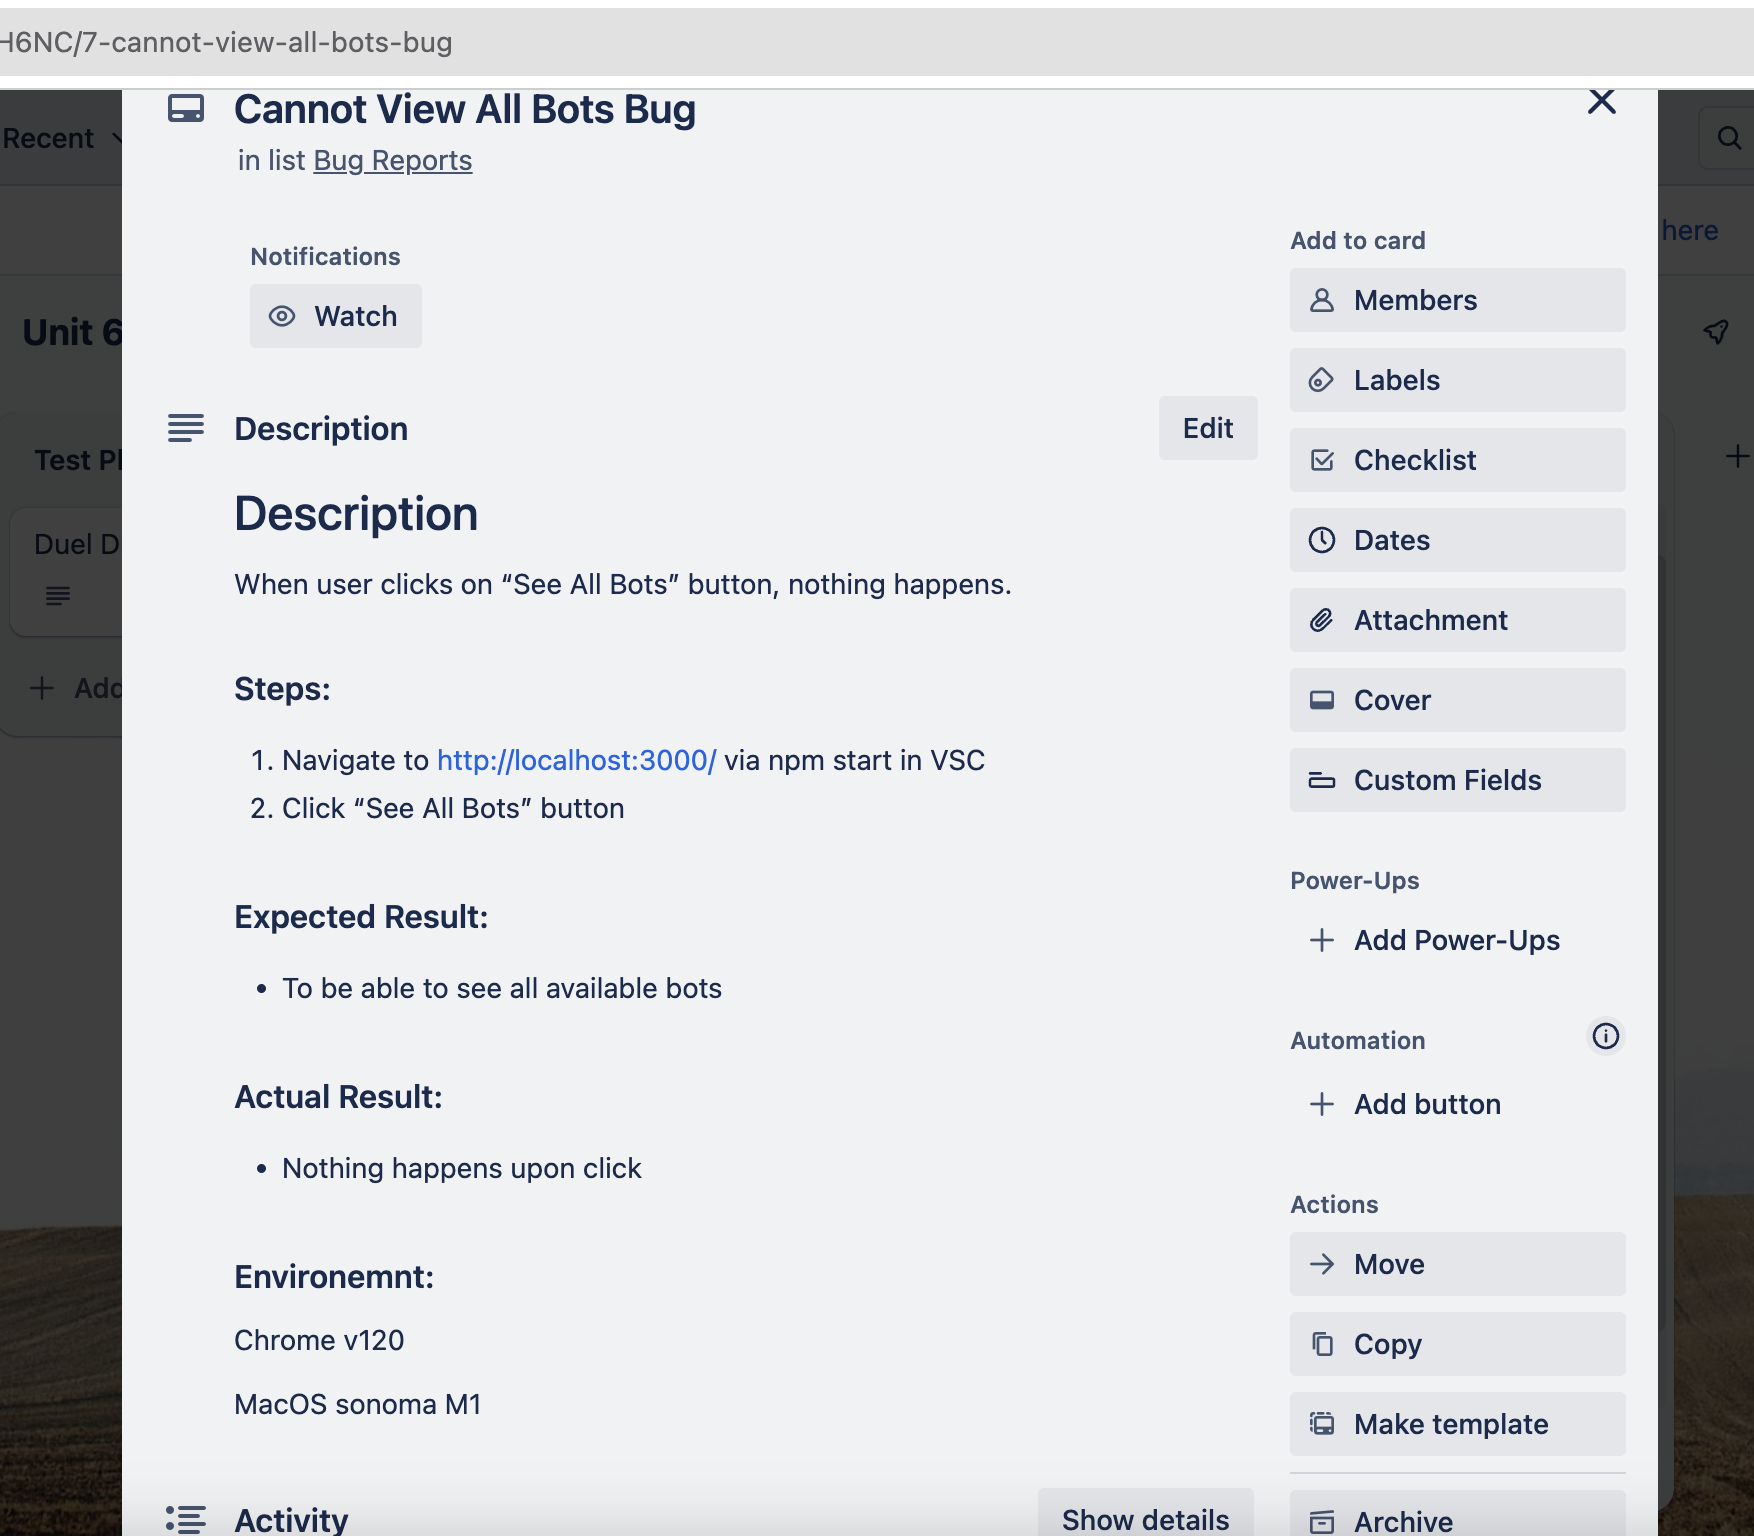 H6NC/7-cannot-view-all-bots-bug
Recent
Cannot View All Bots Bug
in list Bug Reports
here
Unit 6
Test Pl
Duel D
Add
Notifications
Watch
Description
Edit
Description
When user clicks on “See All Bots” button, nothing happens.
Steps:
1. Navigate to http://localhost:3000/ via npm start in VSC
2. Click “See All Bots” button
Expected Result:
• To be able to see all available bots
Actual Result:
• Nothing happens upon click
Environemnt:
Chrome v120
MacOS sonoma M1
Activity
Show details
Add to card
Members
Labels
Checklist
Dates
Attachment
Cover
Custom Fields
Power-Ups
Add Power-Ups
Automation
Add button
Actions
Move
Copy
Make template
Archive